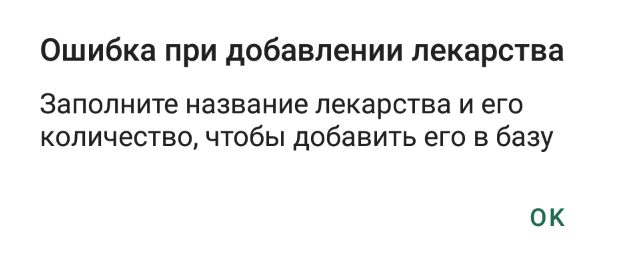 Ошибка при добавлении лекарства
Заполните название лекарства и его
количество, чтобы добавить его в базу
OK